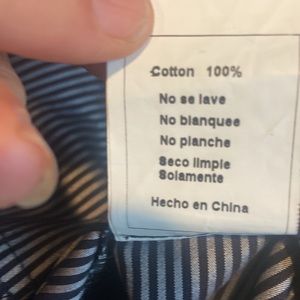 Cotton 100%
No se lave
No blanquee
No planche
Seco limpie
Solamente
Hecho en China